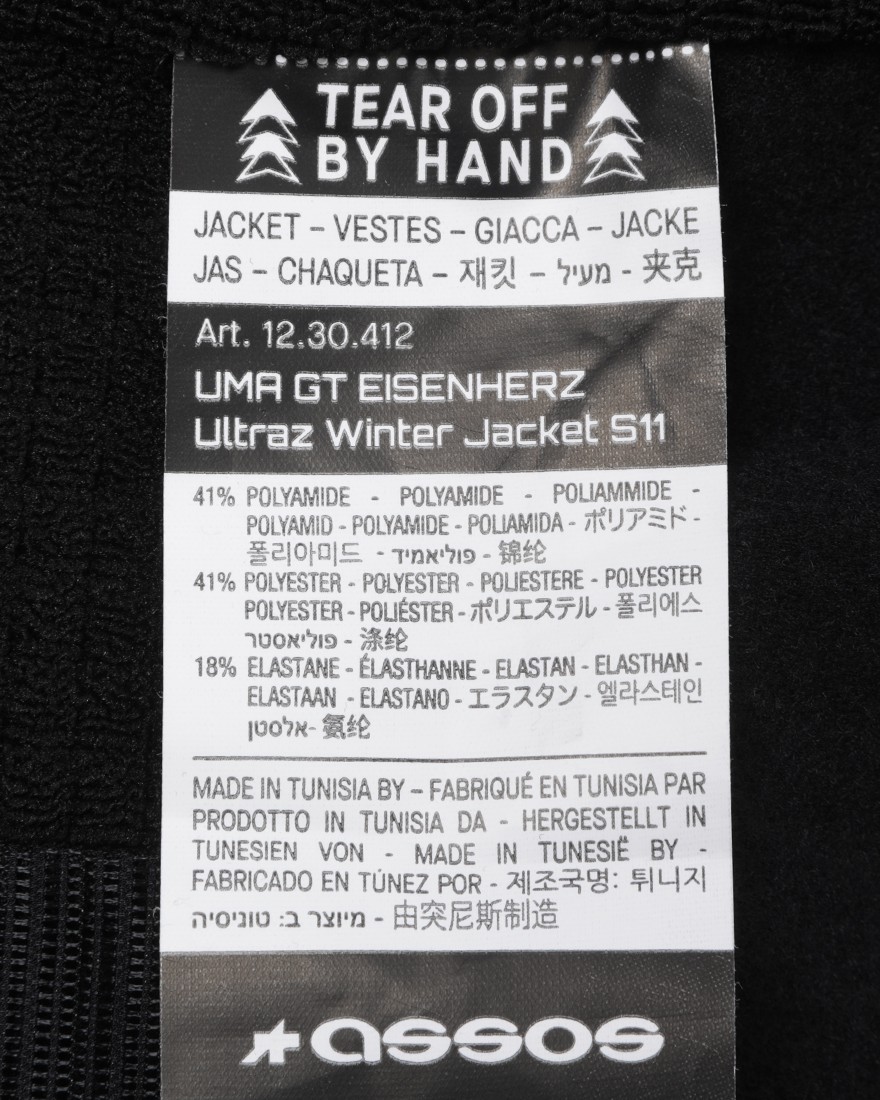 TEAR OFF
BY HAND
JACKET – VESTES – GIACCA – JACKE
JAS – CHAQUETA – 재킷 – מעיל - 夹克
Art. 12.30.412
UMA GT EISENHERZ
Ultraz Winter Jacket S11
41% POLYAMIDE - POLYAMIDE - POLIAMMIDE -
POLYAMID - POLYAMIDE - POLIAMIDA - ポリアミド -
폴리아미드 - פוליאמיד - 锦纶
41% POLYESTER - POLYESTER - POLIESTERE - POLYESTER
POLYESTER - POLIÉSTER - ポリエステル - 폴리에스
פוליאסטר - 涤纶
18% ELASTANE - ÉLASTHANNE - ELASTAN - ELASTHAN -
ELASTAAN - ELASTANO - エラスタン - 엘라스테인
אלסטן- 氨纶
MADE IN TUNISIA BY – FABRIQUÉ EN TUNISIA PAR
PRODOTTO IN TUNISIA DA - HERGESTELLT IN
TUNESIEN VON - MADE IN TUNESIË BY -
FABRICADO EN TÚNEZ POR - 제조국명: 튀니지
מיוצר ב: טוניסיה - 由突尼斯制造
assos